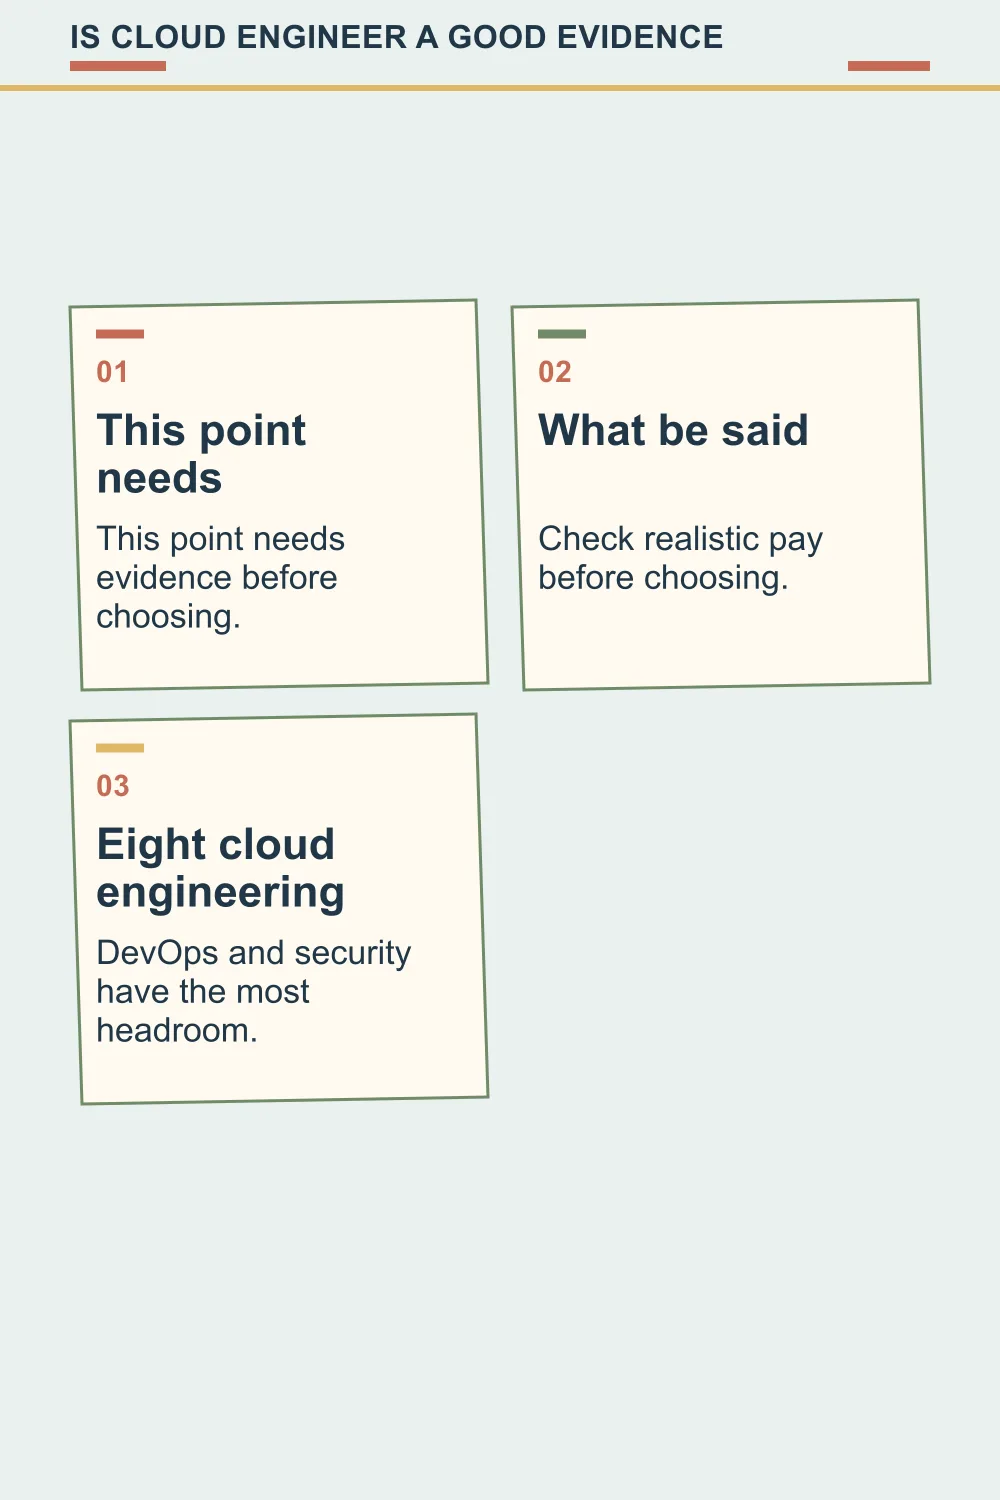 IS CLOUD ENGINEER A GOOD EVIDENCE
01
This point
needs
This point needs
evidence before
choosing.
02
What be said
Check realistic pay
before choosing.
03
Eight cloud
engineering
DevOps and security
have the most
headroom.